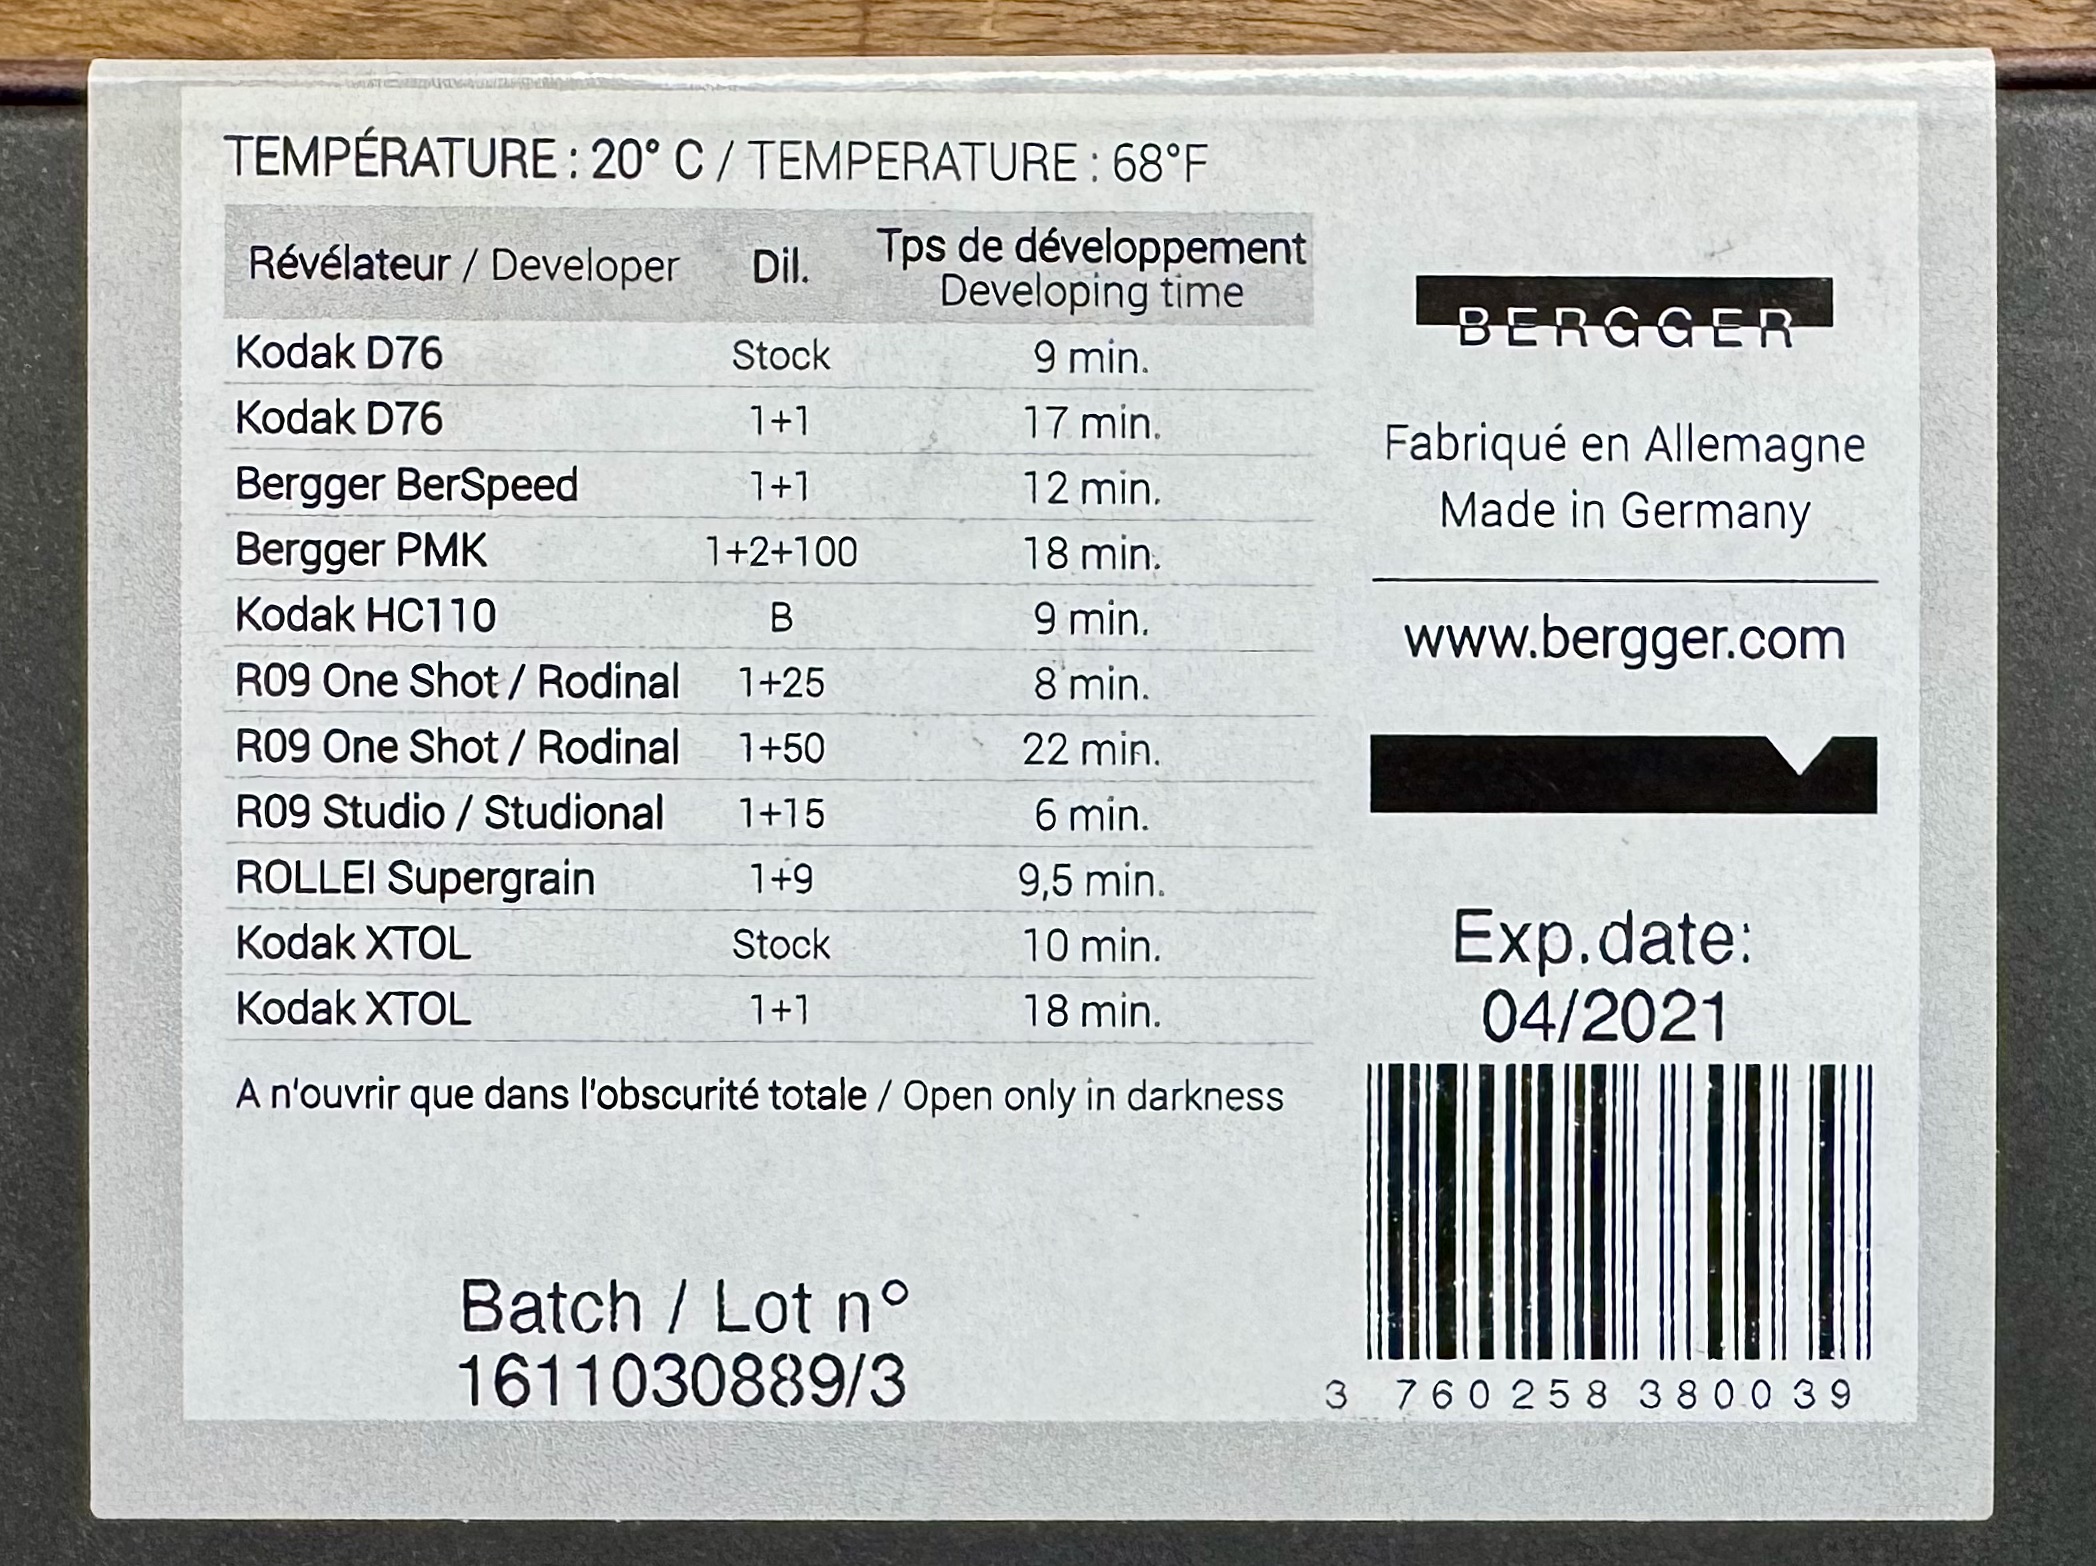 TEMPÉRATURE : 20° C / TEMPERATURE : 68°F
Révélateur / Developer Dil. Tps de développement
Developing time
Kodak D76 Stock 9 min.
Kodak D76 1+1 17 min.
Bergger BerSpeed 1+1 12 min.
Bergger PMK 1+2+100 18 min.
Kodak HC110 B 9 min.
R09 One Shot / Rodinal 1+25 8 min.
R09 One Shot / Rodinal 1+50 22 min.
R09 Studio / Studional 1+15 6 min.
ROLLEI Supergrain 1+9 9,5 min.
Kodak XTOL Stock 10 min.
Kodak XTOL 1+1 18 min.
A n'ouvrir que dans l'obscurité totale / Open only in darkness
Batch / Lot n°
1611030889/3
BERGGER
Fabriqué en Allemagne
Made in Germany
www.bergger.com
Exp.date:
04/2021
3 760258 380039